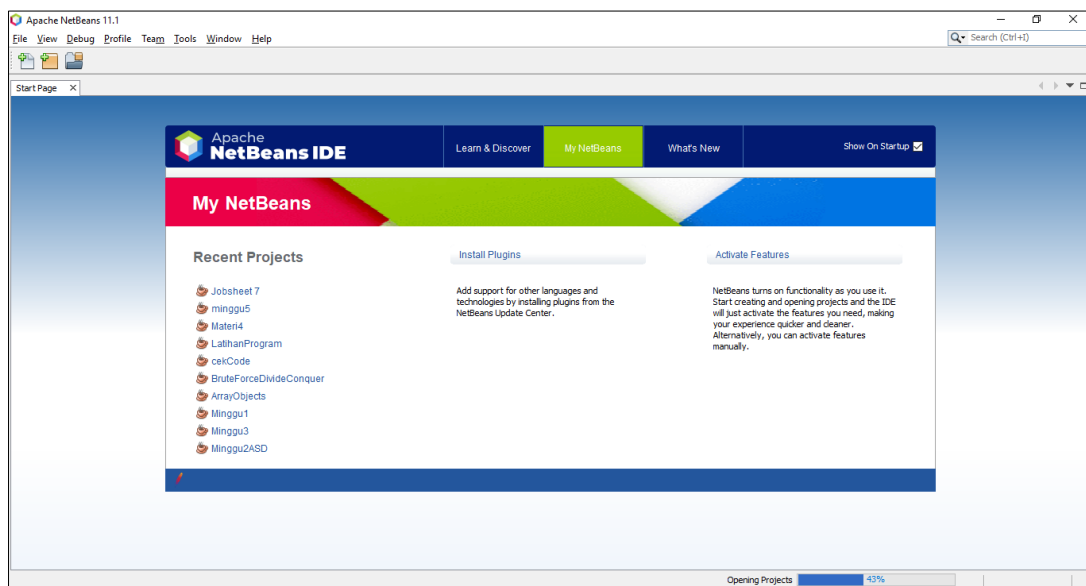 Apache NetBeans 11.1
File View Debug Profile Team Tools Window Help
Search (Ctrl+I)
Start Page
Apache
NetBeans IDE
Learn & Discover
My NetBeans
What's New
Show On Startup
My NetBeans
Recent Projects
Jobsheet 7
minggu5
Materi4
LatihanProgram
cekCode
BruteForceDivideConquer
ArrayObjects
Minggu1
Minggu3
Minggu2ASD
Install Plugins
Add support for other languages and
technologies by installing plugins from the
NetBeans Update Center.
Activate Features
NetBeans turns on functionality as you use it.
Start creating and opening projects and the IDE
will just activate the features you need, making
your experience quicker and cleaner.
Alternatively, you can activate features
manually.
Opening Projects
43%